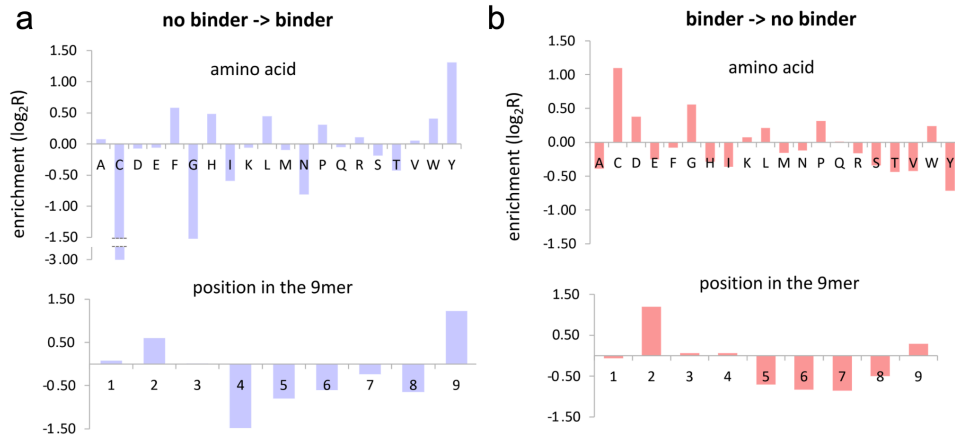 a
no binder -> binder
enrichment (log2R)
amino acid
1.50
1.00
0.50
0.00
-0.50
-1.00
-1.50
-3.00
A C D E F G H I K L M N P Q R S T V W Y
position in the 9mer
1.50
0.50
-0.50
-1.50
1 2 3 4 5 6 7 8 9
b
binder -> no binder
enrichment (log2R)
amino acid
1.50
1.00
0.50
0.00
-0.50
-1.00
-1.50
A C D E F G H I K L M N P Q R S T V W Y
position in the 9mer
1.50
0.50
-0.50
-1.50
1 2 3 4 5 6 7 8 9